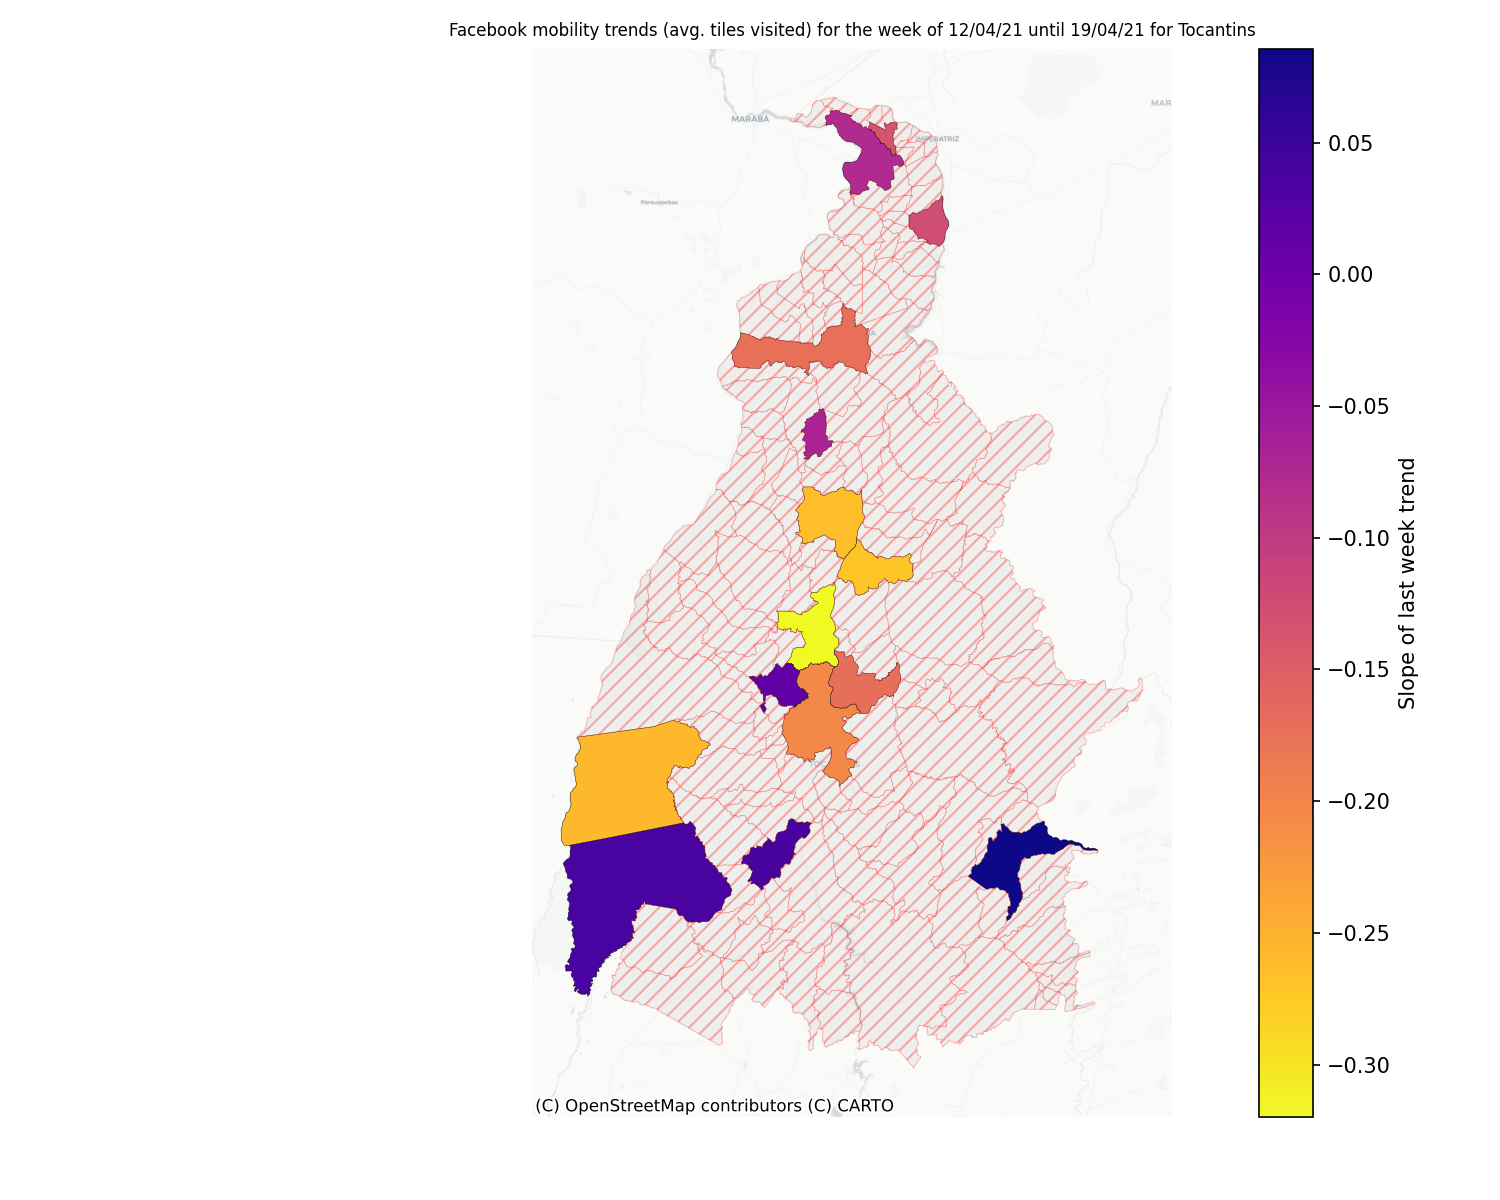 Facebook mobility trends (avg. tiles visited) for the week of 12/04/21 until 19/04/21 for Tocantins
MAR
MARABÁ
IMPERATRIZ
Parauapebas
0.05
0.00
−0.05
−0.10
−0.15
−0.20
−0.25
−0.30
Slope of last week trend
(C) OpenStreetMap contributors (C) CARTO